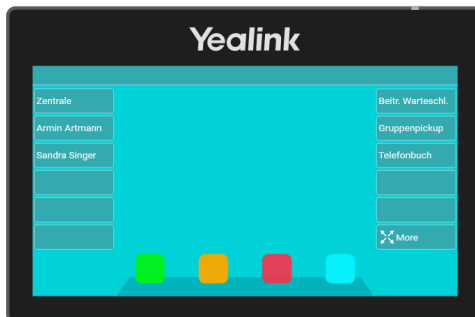 Yealink
Zentrale
Beitr. Warteschl.
Armin Artmann
Gruppenpickup
Sandra Singer
Telefonbuch
More